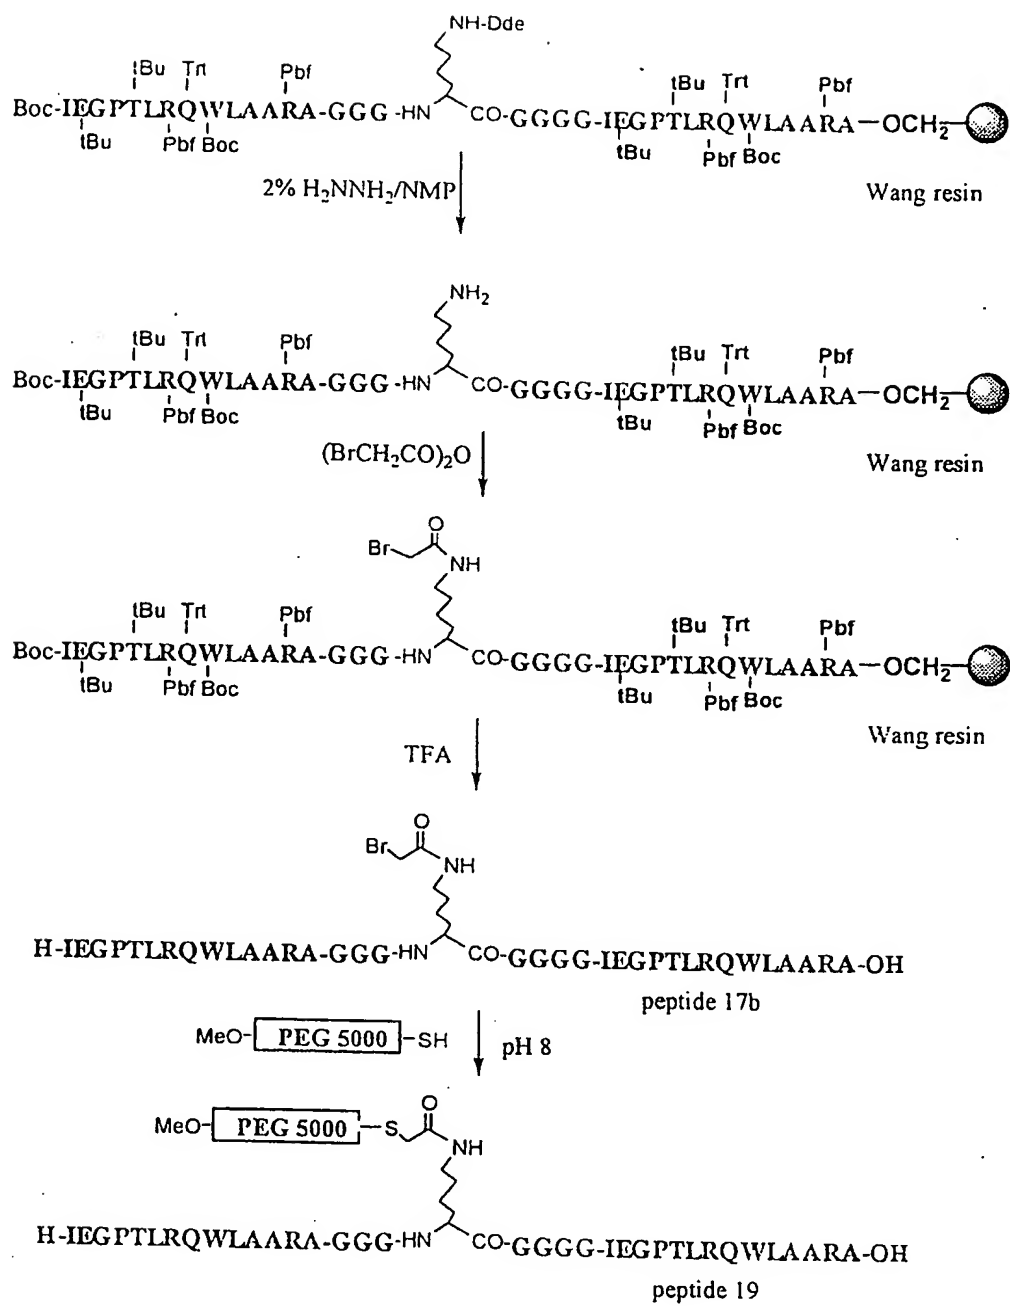 NH-Dde
tBu Trt Pbf
Boc-IEGPTLRQWLAARA-GGG-HN CO-GGGG-IEGPTLRQWLAARA-OCH2
tBu Pbf Boc
tBu Trt Pbf
tBu Pbf Boc
2% H2NNH2/NMP
Wang resin
NH2
tBu Trt Pbf
Boc-IEGPTLRQWLAARA-GGG-HN CO-GGGG-IEGPTLRQWLAARA-OCH2
tBu Pbf Boc
tBu Trt Pbf
tBu Pbf Boc
(BrCH2CO)2O
Wang resin
O
Br NH
tBu Trt Pbf
Boc-IEGPTLRQWLAARA-GGG-HN CO-GGGG-IEGPTLRQWLAARA-OCH2
tBu Pbf Boc
tBu Trt Pbf
tBu Pbf Boc
Wang resin
TFA
O
Br NH
H-IEGPTLRQWLAARA-GGG-HN CO-GGGG-IEGPTLRQWLAARA-OH
peptide 17b
MeO-PEG 5000-SH
pH 8
O
MeO-PEG 5000-S NH
H-IEGPTLRQWLAARA-GGG-HN CO-GGGG-IEGPTLRQWLAARA-OH
peptide 19